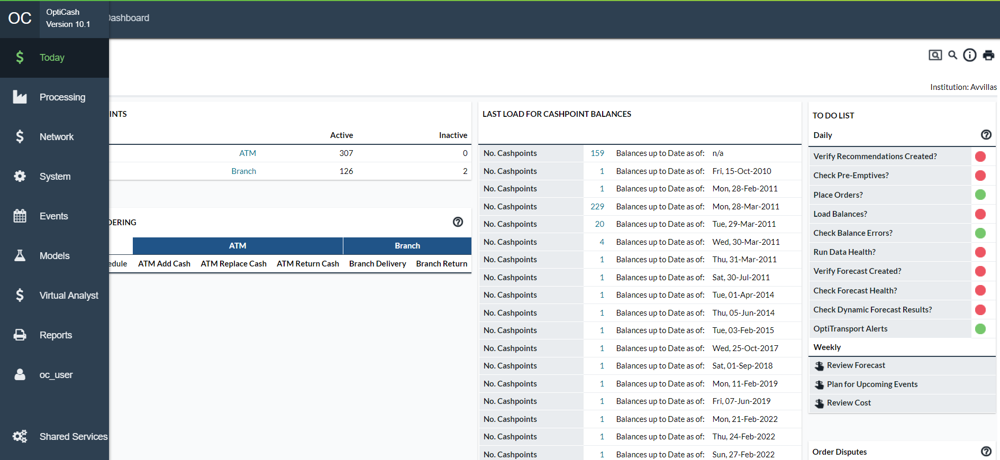 OC
OptiCash
Version 10.1
Dashboard
Today
Processing
Network
System
Events
Models
Virtual Analyst
Reports
oc_user
Shared Services
Institution: Avvillas
INTS
Active Inactive
ATM 307 0
Branch 126 2
DERING
ATM Branch
edule ATM Add Cash ATM Replace Cash ATM Return Cash Branch Delivery Branch Return
LAST LOAD FOR CASHPOINT BALANCES
No. Cashpoints 159 Balances up to Date as of: n/a
No. Cashpoints 1 Balances up to Date as of: Fri, 15-Oct-2010
No. Cashpoints 1 Balances up to Date as of: Mon, 28-Feb-2011
No. Cashpoints 229 Balances up to Date as of: Mon, 28-Mar-2011
No. Cashpoints 20 Balances up to Date as of: Tue, 29-Mar-2011
No. Cashpoints 4 Balances up to Date as of: Wed, 30-Mar-2011
No. Cashpoints 1 Balances up to Date as of: Thu, 31-Mar-2011
No. Cashpoints 1 Balances up to Date as of: Sat, 30-Jul-2011
No. Cashpoints 1 Balances up to Date as of: Tue, 01-Apr-2014
No. Cashpoints 1 Balances up to Date as of: Thu, 05-Jun-2014
No. Cashpoints 1 Balances up to Date as of: Tue, 03-Feb-2015
No. Cashpoints 1 Balances up to Date as of: Wed, 25-Oct-2017
No. Cashpoints 1 Balances up to Date as of: Sat, 01-Sep-2018
No. Cashpoints 1 Balances up to Date as of: Mon, 11-Feb-2019
No. Cashpoints 1 Balances up to Date as of: Fri, 07-Jun-2019
No. Cashpoints 1 Balances up to Date as of: Mon, 21-Feb-2022
No. Cashpoints 1 Balances up to Date as of: Thu, 24-Feb-2022
No. Cashpoints 1 Balances up to Date as of: Sun, 27-Feb-2022
TO DO LIST
Daily
Verify Recommendations Created?
Check Pre-Emptives?
Place Orders?
Load Balances?
Check Balance Errors?
Run Data Health?
Verify Forecast Created?
Check Forecast Health?
Check Dynamic Forecast Results?
OptiTransport Alerts
Weekly
Review Forecast
Plan for Upcoming Events
Review Cost
Order Disputes